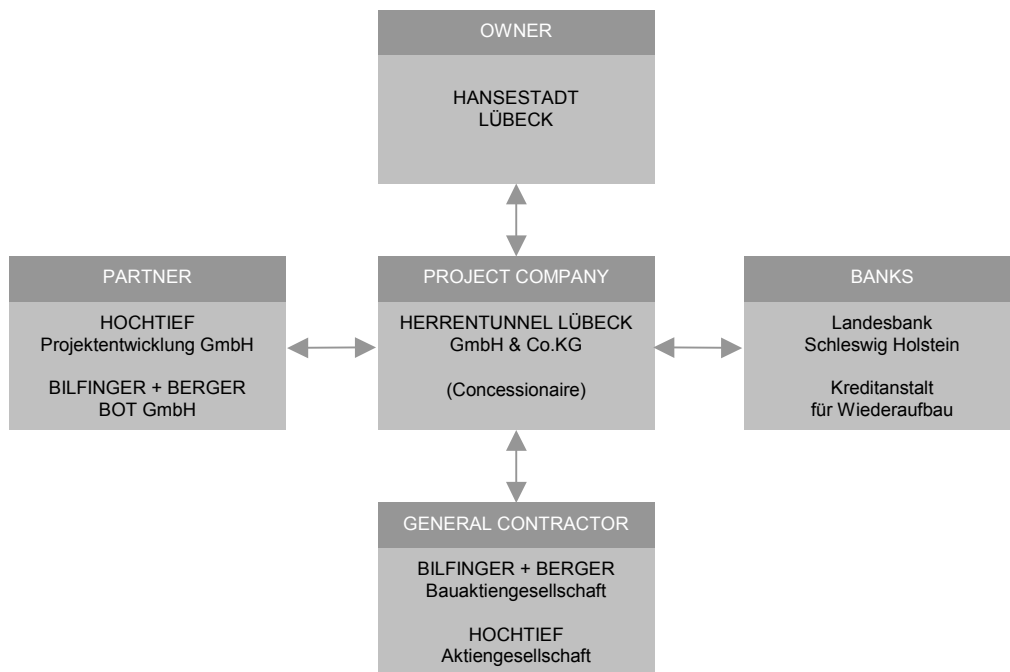 OWNER
HANSESTADT
LÜBECK
PARTNER
HOCHTIEF
Projektentwicklung GmbH
BILFINGER + BERGER
BOT GmbH
PROJECT COMPANY
HERRENTUNNEL LÜBECK
GmbH & Co.KG
(Concessionaire)
BANKS
Landesbank
Schleswig Holstein
Kreditanstalt
für Wiederaufbau
GENERAL CONTRACTOR
BILFINGER + BERGER
Bauaktiengesellschaft
HOCHTIEF
Aktiengesellschaft